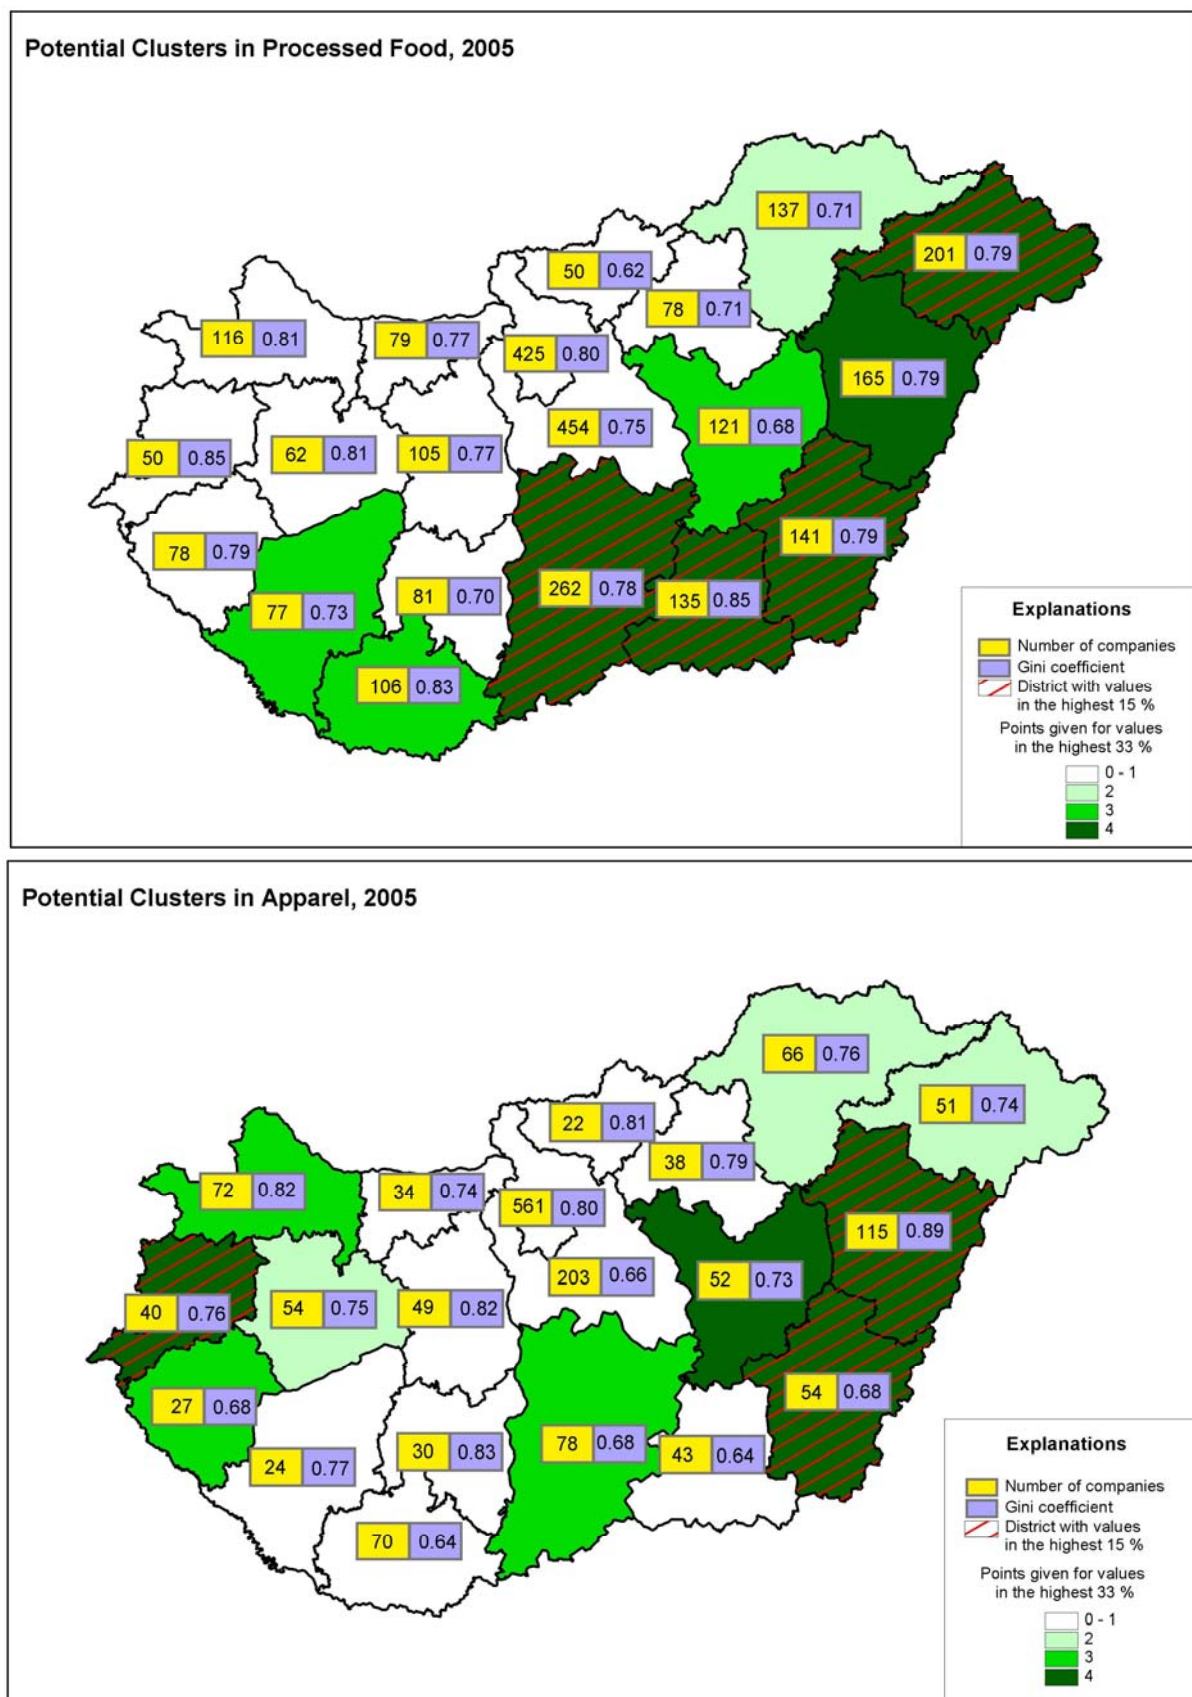 Potential Clusters in Processed Food, 2005
137 0.71
201 0.79
50 0.62
78 0.71
116 0.81
79 0.77
425 0.80
165 0.79
454 0.75
121 0.68
50 0.85
62 0.81
105 0.77
141 0.79
78 0.79
262 0.78
135 0.85
77 0.73
81 0.70
106 0.83
Explanations
Number of companies
Gini coefficient
District with values
in the highest 15 %
Points given for values
in the highest 33 %
0 - 1
2
3
4
Potential Clusters in Apparel, 2005
66 0.76
51 0.74
22 0.81
38 0.79
72 0.82
34 0.74
561 0.80
115 0.89
203 0.66
52 0.73
40 0.76
54 0.75
49 0.82
54 0.68
27 0.68
78 0.68
43 0.64
24 0.77
30 0.83
70 0.64
Explanations
Number of companies
Gini coefficient
District with values
in the highest 15 %
Points given for values
in the highest 33 %
0 - 1
2
3
4